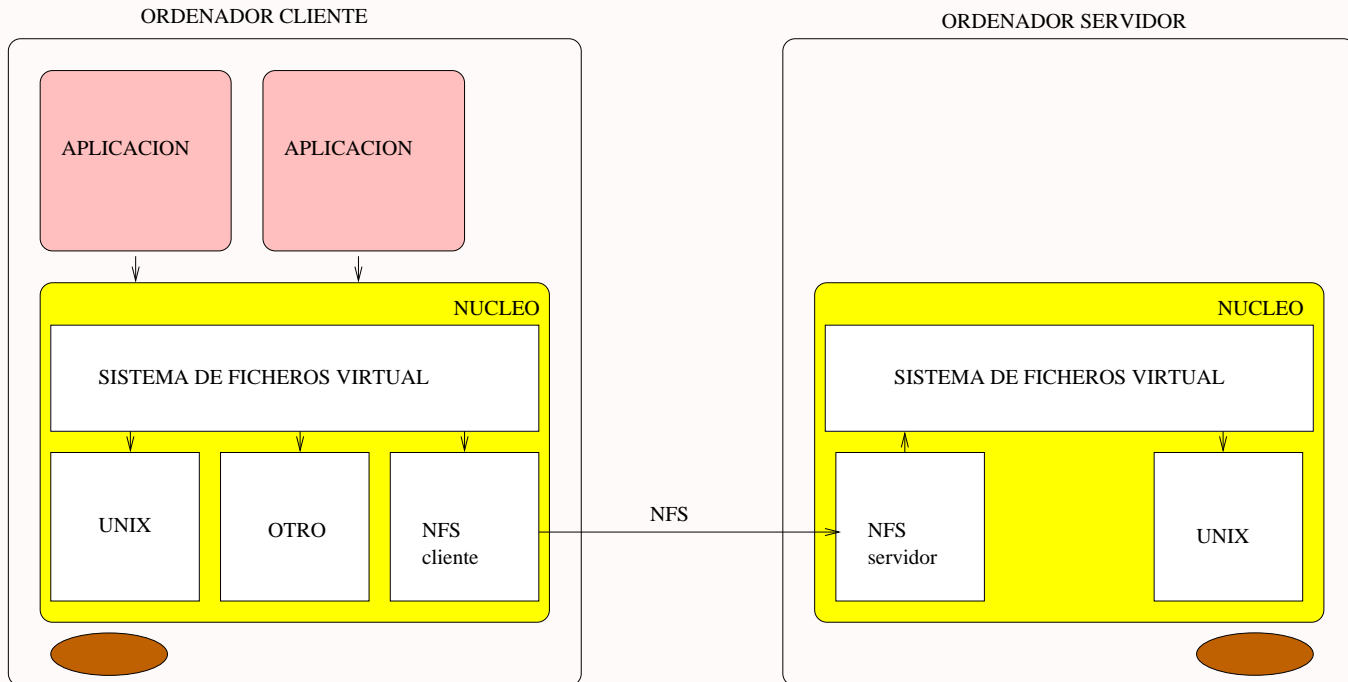 ORDENADOR CLIENTE
ORDENADOR SERVIDOR
APLICACION
APLICACION
NUCLEO
SISTEMA DE FICHEROS VIRTUAL
UNIX
OTRO
NFS
cliente
NFS
NUCLEO
SISTEMA DE FICHEROS VIRTUAL
NFS
servidor
UNIX